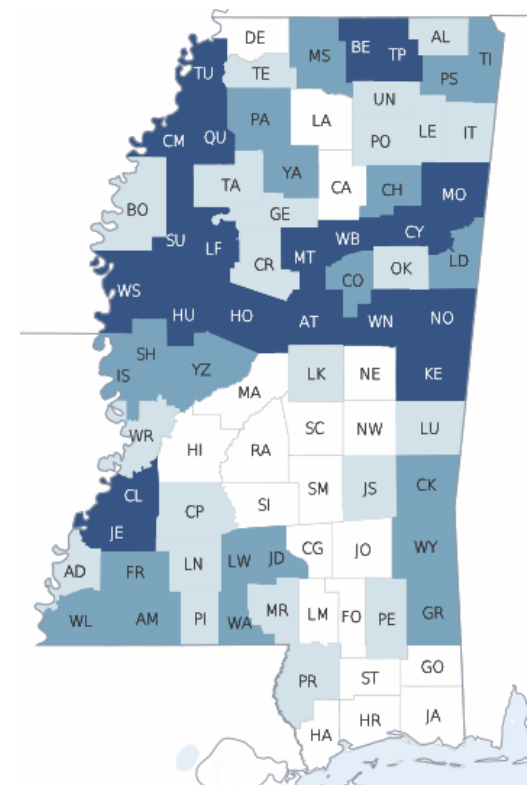 DE
BE
TP
AL
TI
MS
TU
TE
PS
UN
PA
LA
CM
QU
LE
IT
PO
YA
TA
CA
CH
MO
BO
GE
SU
LF
WB
CY
CR
MT
OK
LD
CO
WS
HU
HO
AT
WN
NO
SH
IS
YZ
LK
NE
KE
MA
WR
HI
RA
SC
NW
LU
CL
SM
JS
CK
CP
SI
JE
CG
JO
WY
AD
FR
LN
LW
JD
WL
AM
PI
WA
MR
LM
FO
PE
GR
PR
ST
GO
HA
HR
JA